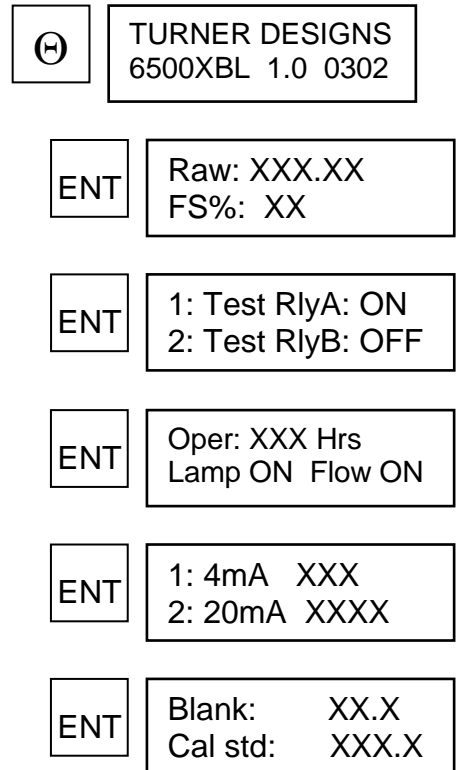 Θ
TURNER DESIGNS
6500XBL 1.0 0302
ENT
Raw: XXX.XX
FS%: XX
ENT
1: Test RlyA: ON
2: Test RlyB: OFF
ENT
Oper: XXX Hrs
Lamp ON Flow ON
ENT
1: 4mA XXX
2: 20mA XXXX
ENT
Blank: XX.X
Cal std: XXX.X